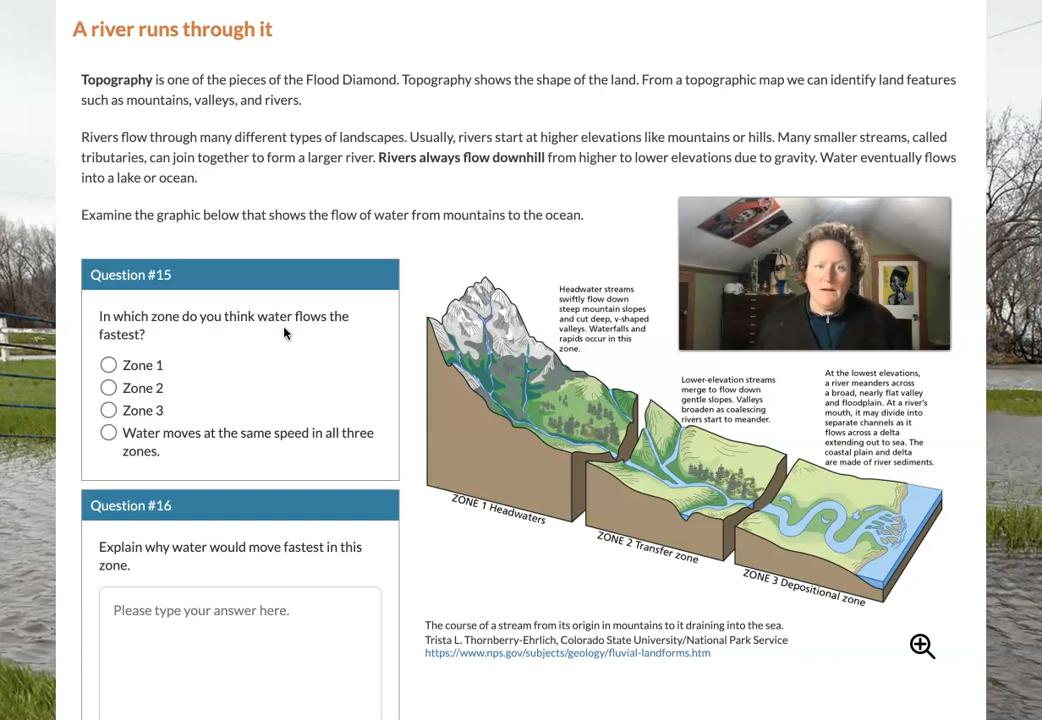 A river runs through it
Topography is one of the pieces of the Flood Diamond. Topography shows the shape of the land. From a topographic map we can identify land features
such as mountains, valleys, and rivers.
Rivers flow through many different types of landscapes. Usually, rivers start at higher elevations like mountains or hills. Many smaller streams, called
tributaries, can join together to form a larger river. Rivers always flow downhill from higher to lower elevations due to gravity. Water eventually flows
into a lake or ocean.
Examine the graphic below that shows the flow of water from mountains to the ocean.
Question #15
In which zone do you think water flows the
fastest?
Zone 1
Zone 2
Zone 3
Water moves at the same speed in all three
zones.
Question #16
Explain why water would move fastest in this
zone.
Please type your answer here.
Headwater streams
swiftly flow down
steep mountain slopes
and cut deep, v-shaped
valleys. Waterfalls and
rapids occur in this
zone.
Lower-elevation streams
merge to flow down
gentle slopes. Valleys
broaden as coalescing
rivers start to meander.
At the lowest elevations,
a river meanders across
a broad, nearly flat valley
and floodplain. At a river's
mouth, it may divide into
separate channels as it
flows across a delta
extending out to sea. The
coastal plain and delta
are made of river sediments.
ZONE 1 Headwaters
ZONE 2 Transfer zone
ZONE 3 Depositional zone
The course of a stream from its origin in mountains to it draining into the sea.
Trista L. Thornberry-Ehrlich, Colorado State University/National Park Service
https://www.nps.gov/subjects/geology/fluvial-landforms.htm